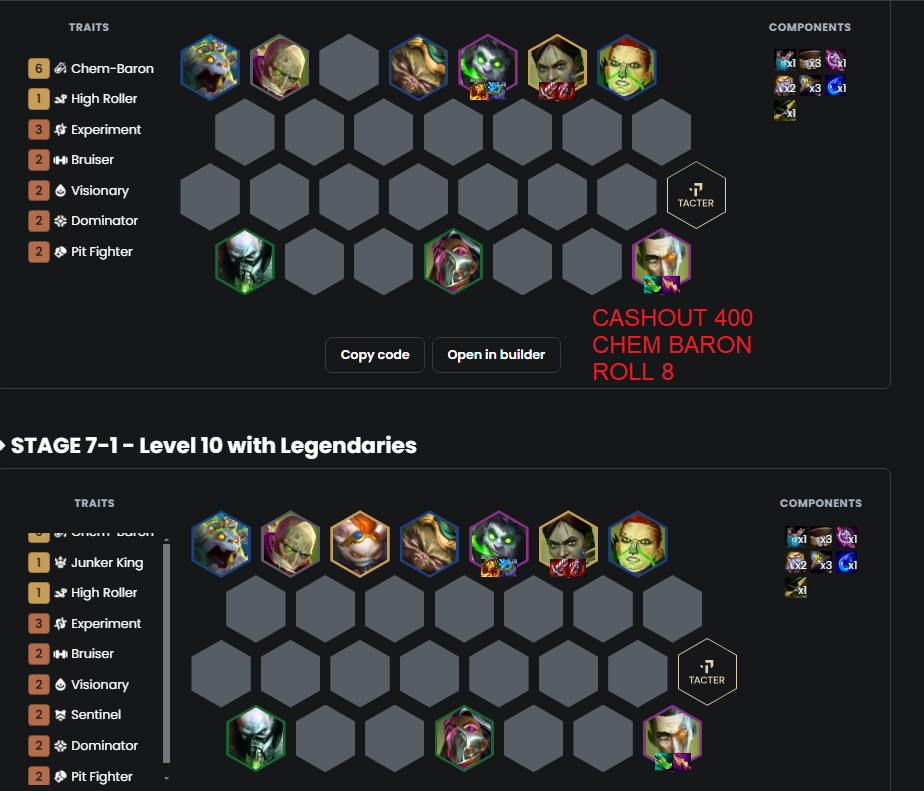 TRAITS
COMPONENTS
6 Chem-Baron
1 High Roller
3 Experiment
2 Bruiser
2 Visionary
2 Dominator
2 Pit Fighter
x1 x3 x1
x2 x3 x1
x1
TACTER
Copy code
Open in builder
CASHOUT 400
CHEM BARON
ROLL 8
STAGE 7-1 - Level 10 with Legendaries
TRAITS
COMPONENTS
Chem-Baron
1 Junker King
1 High Roller
3 Experiment
2 Bruiser
2 Visionary
2 Sentinel
2 Dominator
2 Pit Fighter
x1 x3 x1
x2 x3 x1
x1
TACTER